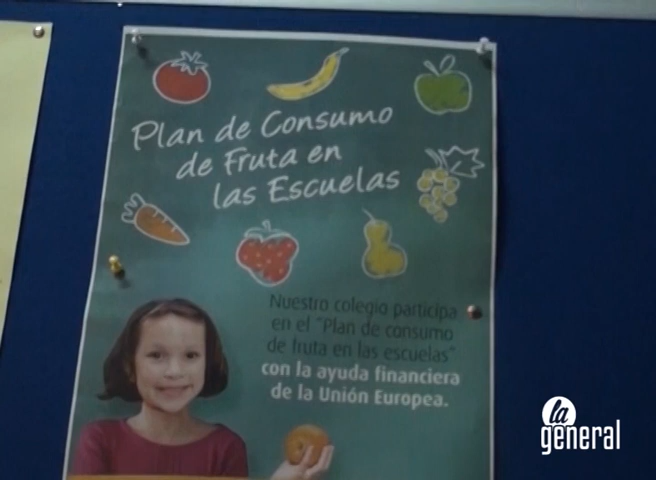 Plan de Consumo
de Fruta en
las Escuelas
Nuestro colegio participa
en el "Plan de consumo
de fruta en las escuelas"
con la ayuda financiera
de la Unión Europea.
la
general